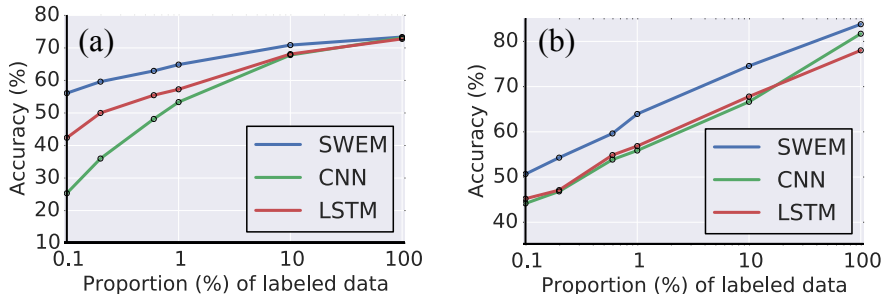 80
70
60
50
40
30
20
10
Accuracy (%)
(a)
SWEM
CNN
LSTM
0.1
1
10
100
Proportion (%) of labeled data
80
70
60
50
40
Accuracy (%)
(b)
SWEM
CNN
LSTM
0.1
1
10
100
Proportion (%) of labeled data